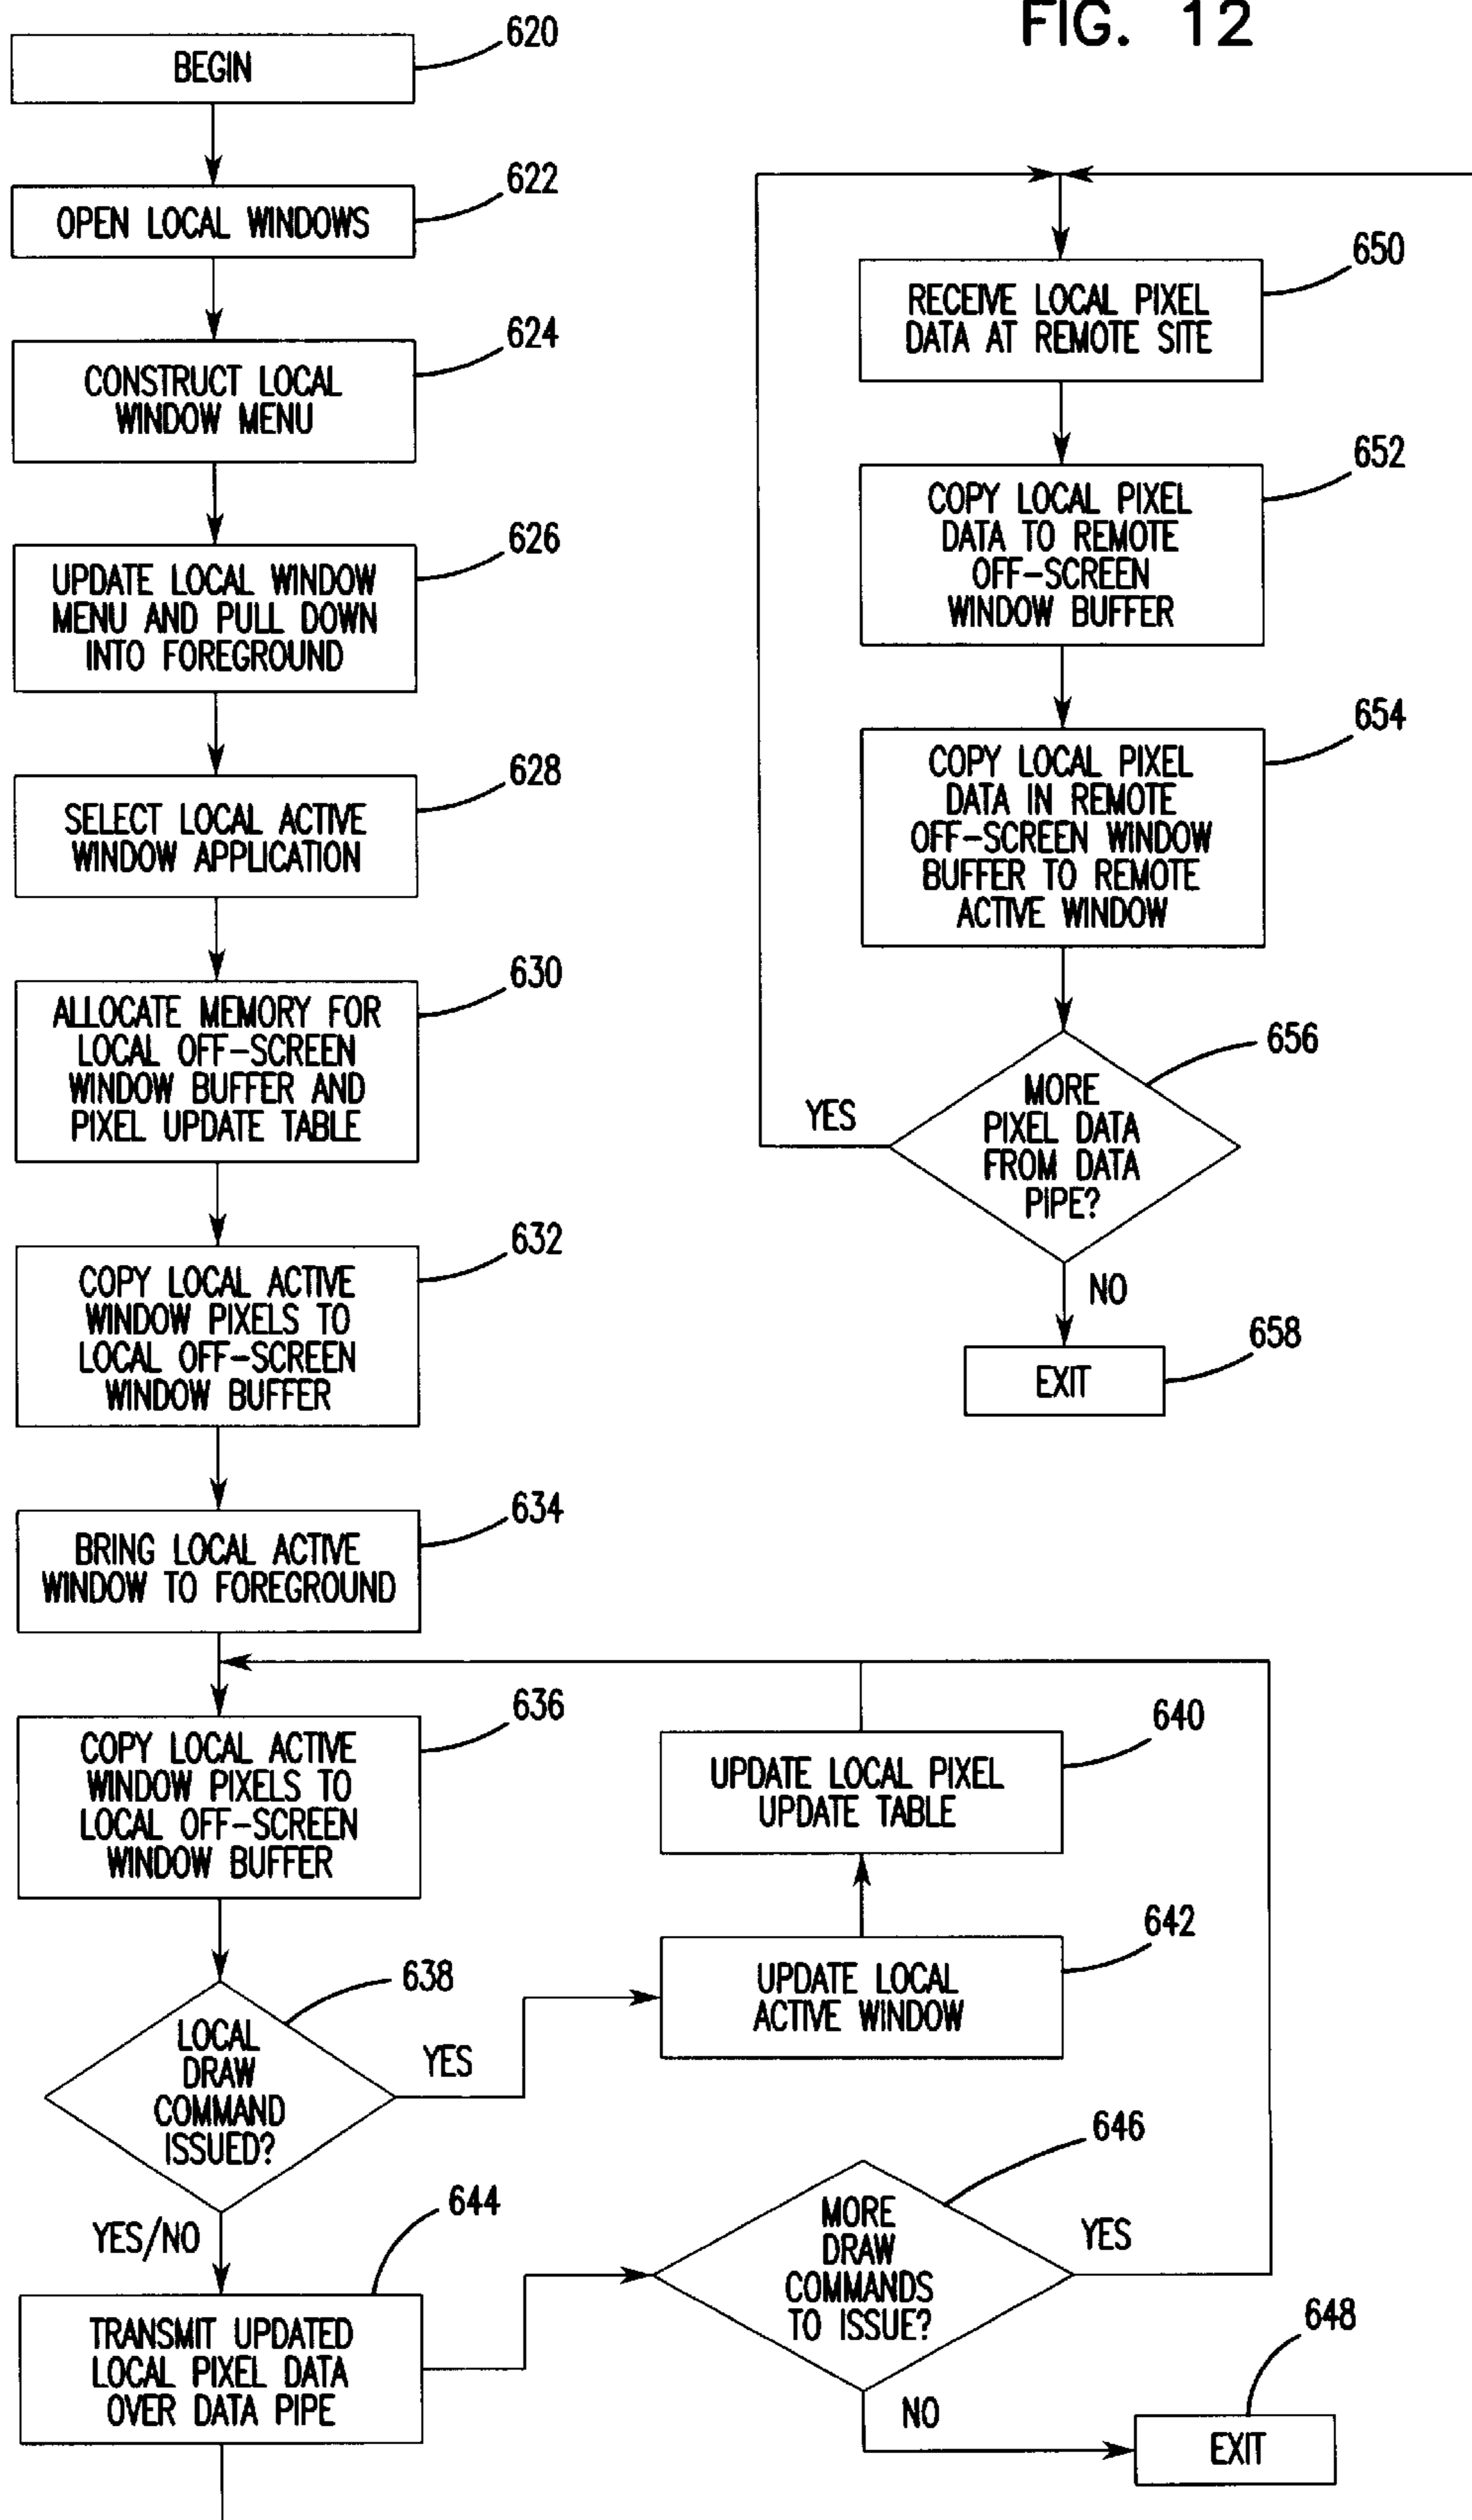 FIG. 12
BEGIN
620
OPEN LOCAL WINDOWS
622
CONSTRUCT LOCAL
WINDOW MENU
624
UPDATE LOCAL WINDOW
MENU AND PULL DOWN
INTO FOREGROUND
626
SELECT LOCAL ACTIVE
WINDOW APPLICATION
628
ALLOCATE MEMORY FOR
LOCAL OFF-SCREEN
WINDOW BUFFER AND
PIXEL UPDATE TABLE
630
COPY LOCAL ACTIVE
WINDOW PIXELS TO
LOCAL OFF-SCREEN
WINDOW BUFFER
632
BRING LOCAL ACTIVE
WINDOW TO FOREGROUND
634
COPY LOCAL ACTIVE
WINDOW PIXELS TO
LOCAL OFF-SCREEN
WINDOW BUFFER
636
LOCAL
DRAW
COMMAND
ISSUED?
638
YES
YES/NO
UPDATE LOCAL PIXEL
UPDATE TABLE
640
UPDATE LOCAL
ACTIVE WINDOW
642
TRANSMIT UPDATED
LOCAL PIXEL DATA
OVER DATA PIPE
644
MORE
DRAW
COMMANDS
TO ISSUE?
646
YES
NO
EXIT
648
RECEIVE LOCAL PIXEL
DATA AT REMOTE SITE
650
COPY LOCAL PIXEL
DATA TO REMOTE
OFF-SCREEN
WINDOW BUFFER
652
COPY LOCAL PIXEL
DATA IN REMOTE
OFF-SCREEN WINDOW
BUFFER TO REMOTE
ACTIVE WINDOW
654
MORE
PIXEL DATA
FROM DATA
PIPE?
656
YES
NO
EXIT
658